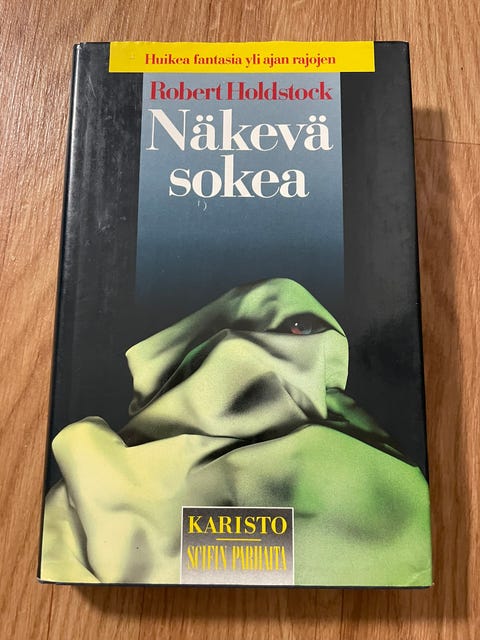 Huikea fantasia yli ajan rajojen
Robert Holdstock
Näkevä
sokea
KARISTO
SCIFIN PARHAITA